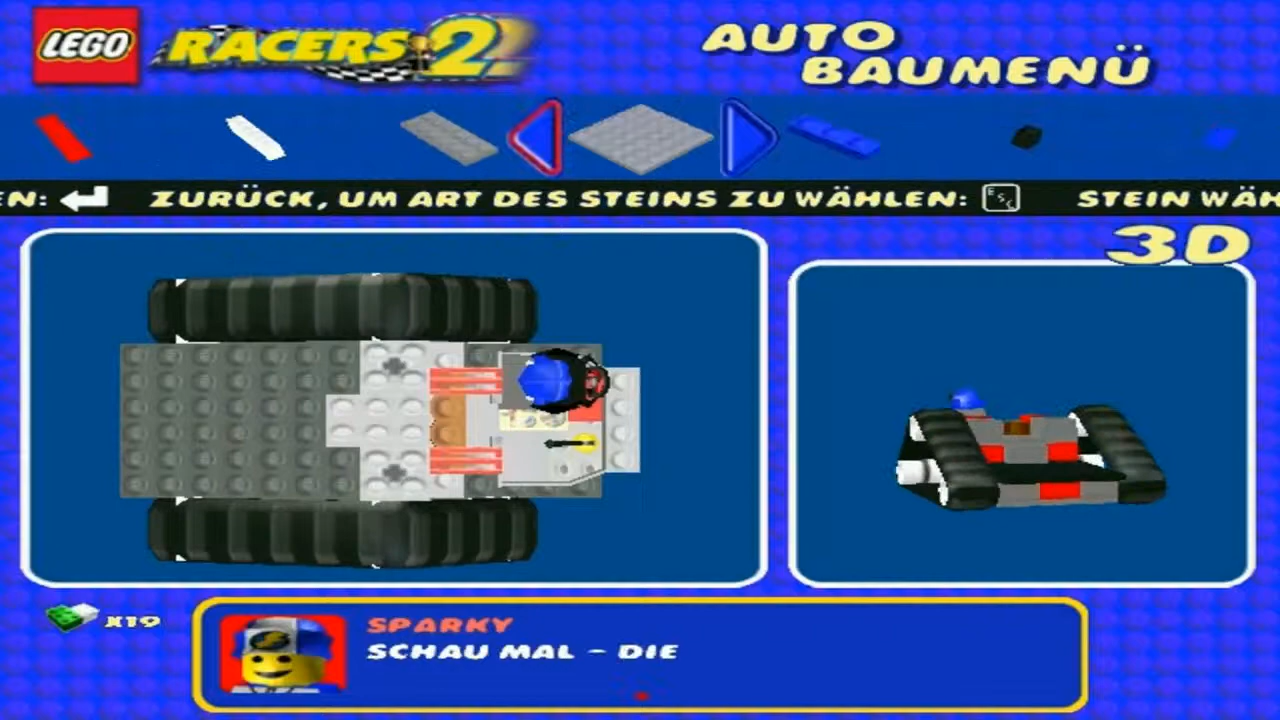 LEGO RACERS 2
AUTO
BAUMENÜ
EN: ZURÜCK, UM ART DES STEINS ZU WÄHLEN: ESC STEIN WÄH
3D
X19
SPARKY
SCHAU MAL - DIE